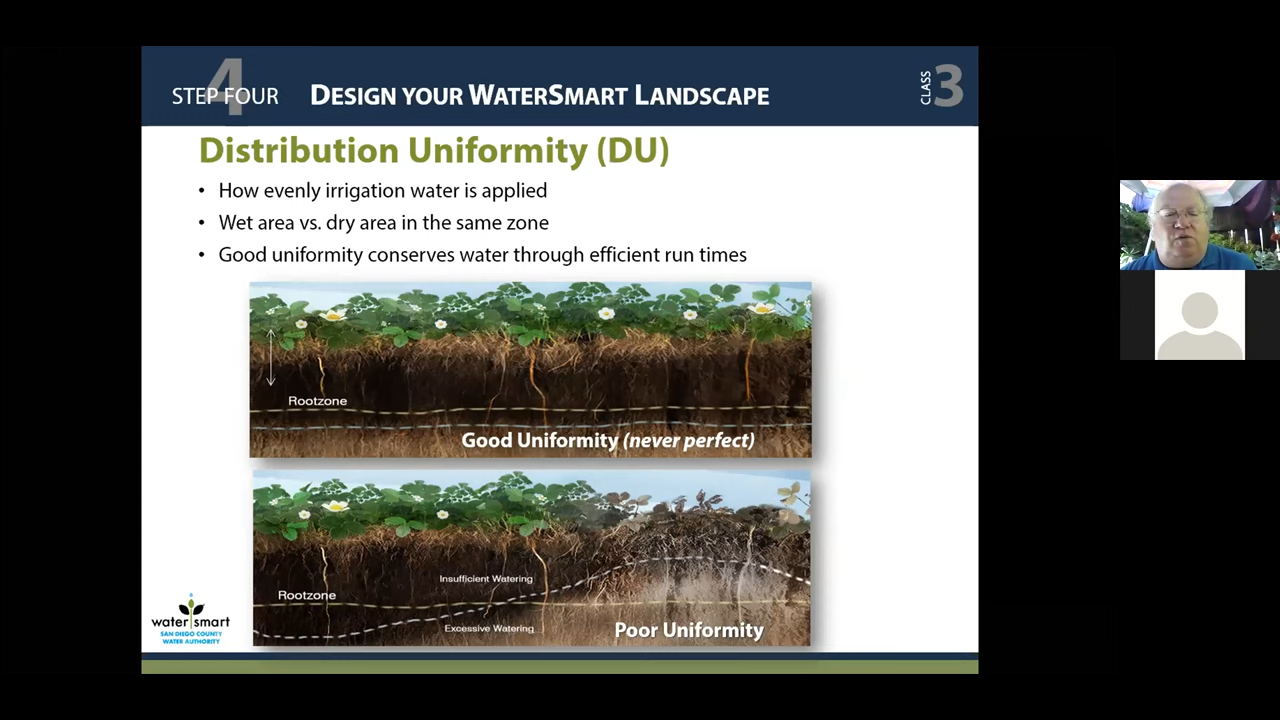 STEP FOUR
4
DESIGN YOUR WATERSMART LANDSCAPE
CLASS
3
Distribution Uniformity (DU)
• How evenly irrigation water is applied
• Wet area vs. dry area in the same zone
• Good uniformity conserves water through efficient run times
Rootzone
Good Uniformity (never perfect)
Insufficient Watering
Rootzone
Excessive Watering
Poor Uniformity
water smart
SAN DIEGO COUNTY
WATER AUTHORITY